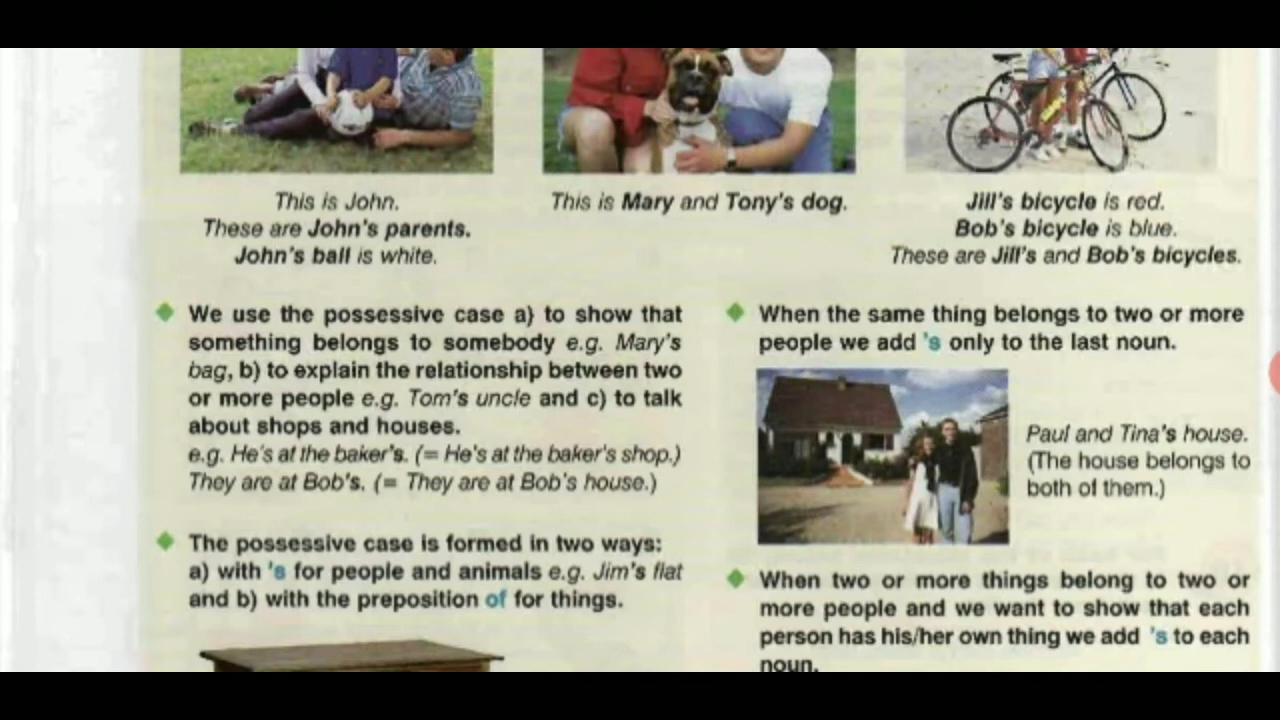 This is John.
These are John's parents.
John's ball is white.
This is Mary and Tony's dog.
Jill's bicycle is red.
Bob's bicycle is blue.
These are Jill's and Bob's bicycles.
We use the possessive case a) to show that
something belongs to somebody e.g. Mary's
bag, b) to explain the relationship between two
or more people e.g. Tom's uncle and c) to talk
about shops and houses.
e.g. He's at the baker's. (= He's at the baker's shop.)
They are at Bob's. (= They are at Bob's house.)
The possessive case is formed in two ways:
a) with 's for people and animals e.g. Jim's flat
and b) with the preposition of for things.
When the same thing belongs to two or more
people we add 's only to the last noun.
Paul and Tina's house.
(The house belongs to
both of them.)
When two or more things belong to two or
more people and we want to show that each
person has his/her own thing we add 's to each
noun.